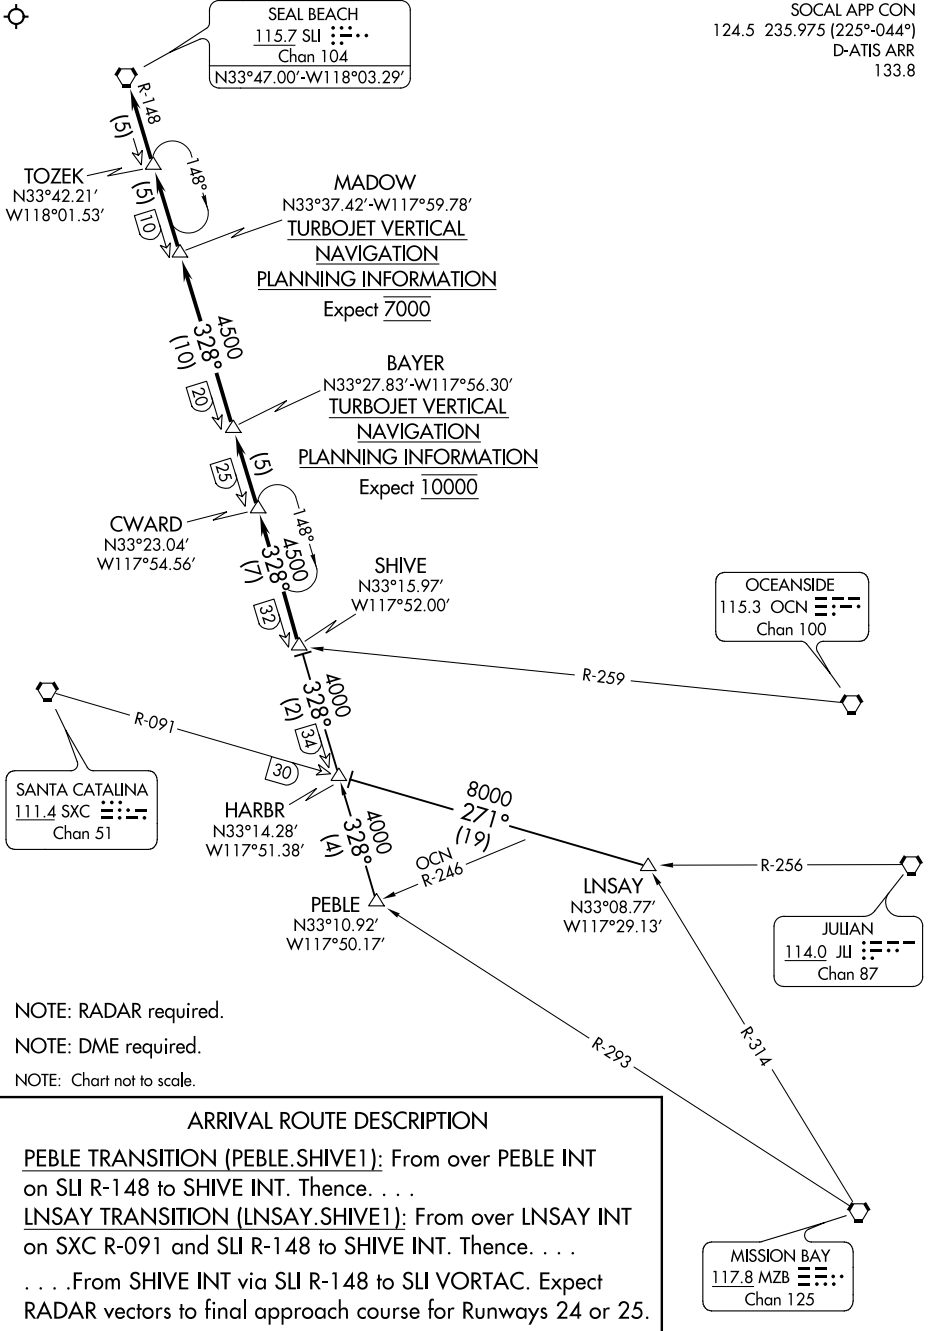 SEAL BEACH
115.7 SLI
Chan 104
N33°47.00′-W118°03.29′
SOCAL APP CON
124.5 235.975 (225°-044°)
D-ATIS ARR
133.8
R-148
(5)
TOZEK
N33°42.21′
W118°01.53′
148°
(5)
10
MADOW
N33°37.42′-W117°59.78′
TURBOJET VERTICAL
NAVIGATION
PLANNING INFORMATION
Expect 7000
4500
328°
(10)
20
BAYER
N33°27.83′-W117°56.30′
TURBOJET VERTICAL
NAVIGATION
PLANNING INFORMATION
Expect 10000
(5)
25
CWARD
N33°23.04′
W117°54.56′
148°
4500
328°
(7)
32
SHIVE
N33°15.97′
W117°52.00′
OCEANSIDE
115.3 OCN
Chan 100
R-259
4000
328°
(2)
34
R-091
30
SANTA CATALINA
111.4 SXC
Chan 51
HARBR
N33°14.28′
W117°51.38′
8000
271°
(19)
4000
328°
(4)
OCN
R-246
PEBLE
N33°10.92′
W117°50.17′
LNSAY
N33°08.77′
W117°29.13′
R-256
JULIAN
114.0 JLI
Chan 87
R-293
R-314
MISSION BAY
117.8 MZB
Chan 125
NOTE: RADAR required.
NOTE: DME required.
NOTE: Chart not to scale.
ARRIVAL ROUTE DESCRIPTION
PEBLE TRANSITION (PEBLE.SHIVE1): From over PEBLE INT
on SLI R-148 to SHIVE INT. Thence. . . .
LNSAY TRANSITION (LNSAY.SHIVE1): From over LNSAY INT
on SXC R-091 and SLI R-148 to SHIVE INT. Thence. . . .
. . . .From SHIVE INT via SLI R-148 to SLI VORTAC. Expect
RADAR vectors to final approach course for Runways 24 or 25.